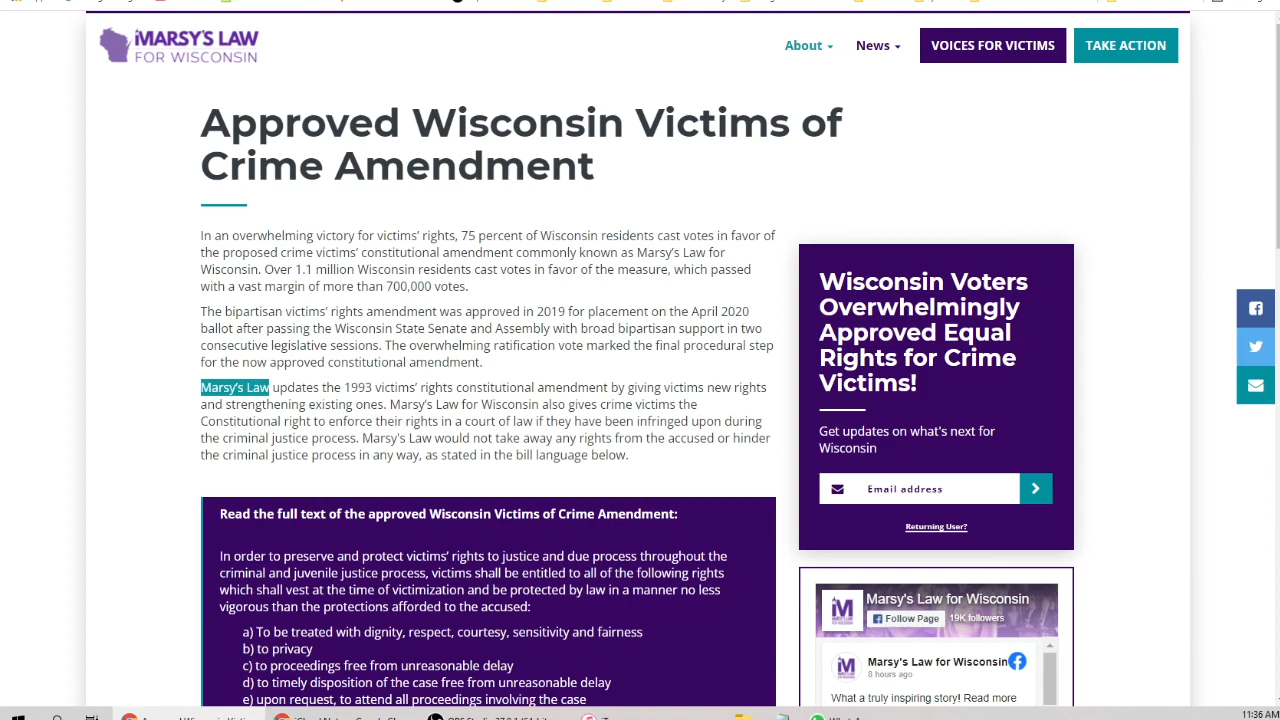 MARSY'S LAW
FOR WISCONSIN
About
News
VOICES FOR VICTIMS
TAKE ACTION
Approved Wisconsin Victims of
Crime Amendment
In an overwhelming victory for victims’ rights, 75 percent of Wisconsin residents cast votes in favor of
the proposed crime victims’ constitutional amendment commonly known as Marsy’s Law for
Wisconsin. Over 1.1 million Wisconsin residents cast votes in favor of the measure, which passed
with a vast margin of more than 700,000 votes.
The bipartisan victims’ rights amendment was approved in 2019 for placement on the April 2020
ballot after passing the Wisconsin State Senate and Assembly with broad bipartisan support in two
consecutive legislative sessions. The overwhelming ratification vote marked the final procedural step
for the now approved constitutional amendment.
Marsy’s Law updates the 1993 victims’ rights constitutional amendment by giving victims new rights
and strengthening existing ones. Marsy’s Law for Wisconsin also gives crime victims the
Constitutional right to enforce their rights in a court of law if they have been infringed upon during
the criminal justice process. Marsy's Law would not take away any rights from the accused or hinder
the criminal justice process in any way, as stated in the bill language below.
Read the full text of the approved Wisconsin Victims of Crime Amendment:
In order to preserve and protect victims’ rights to justice and due process throughout the
criminal and juvenile justice process, victims shall be entitled to all of the following rights
which shall vest at the time of victimization and be protected by law in a manner no less
vigorous than the protections afforded to the accused:
a) To be treated with dignity, respect, courtesy, sensitivity and fairness
b) to privacy
c) to proceedings free from unreasonable delay
d) to timely disposition of the case free from unreasonable delay
e) upon request, to attend all proceedings involving the case
Wisconsin Voters
Overwhelmingly
Approved Equal
Rights for Crime
Victims!
Get updates on what's next for
Wisconsin
Email address
Returning User?
Marsy's Law for Wisconsin
Follow Page
19K followers
Marsy's Law for Wisconsin
8 hours ago
What a truly inspiring story! Read more
11:36 AM